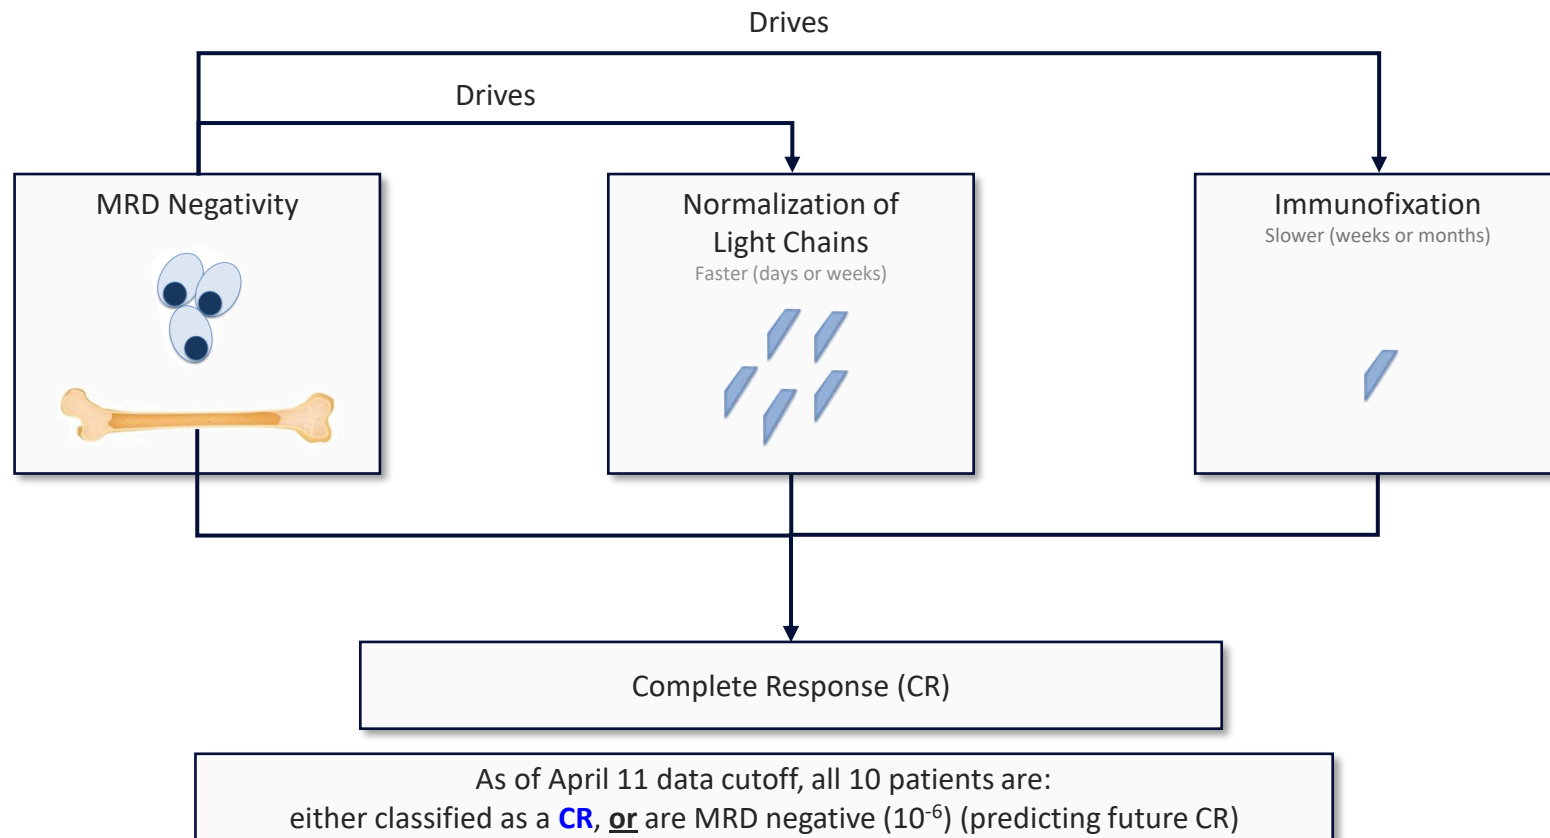 Drives
Drives
MRD Negativity
Normalization of
Light Chains
Faster (days or weeks)
Immunofixation
Slower (weeks or months)
Complete Response (CR)
As of April 11 data cutoff, all 10 patients are:
either classified as a CR, or are MRD negative (10⁻⁶) (predicting future CR)